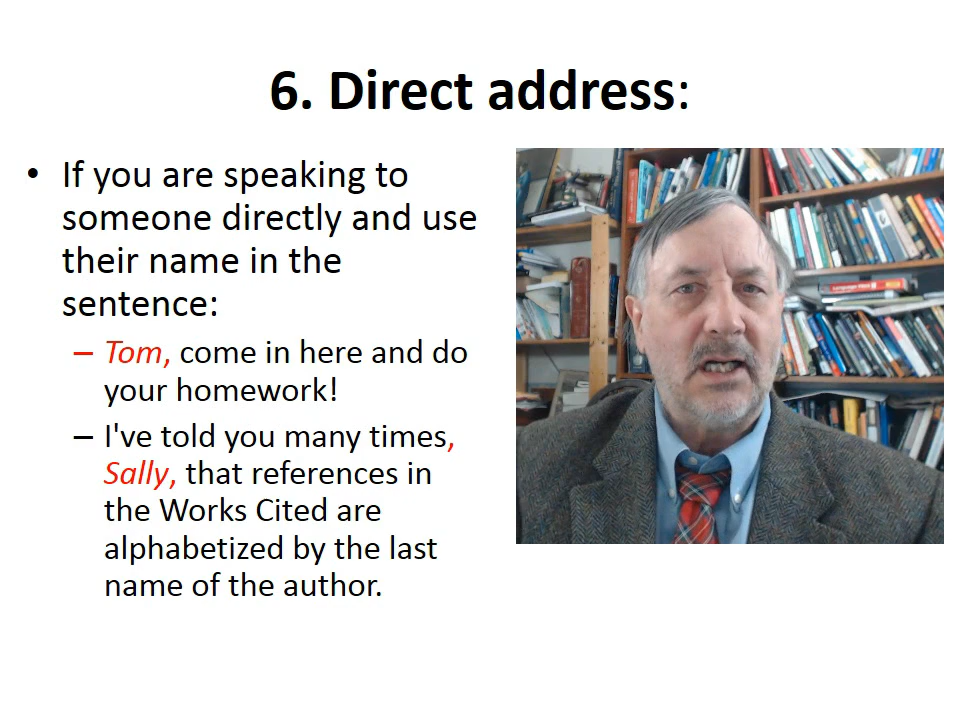 6. Direct address:
• If you are speaking to
someone directly and use
their name in the
sentence:
– Tom, come in here and do
your homework!
– I've told you many times,
Sally, that references in
the Works Cited are
alphabetized by the last
name of the author.